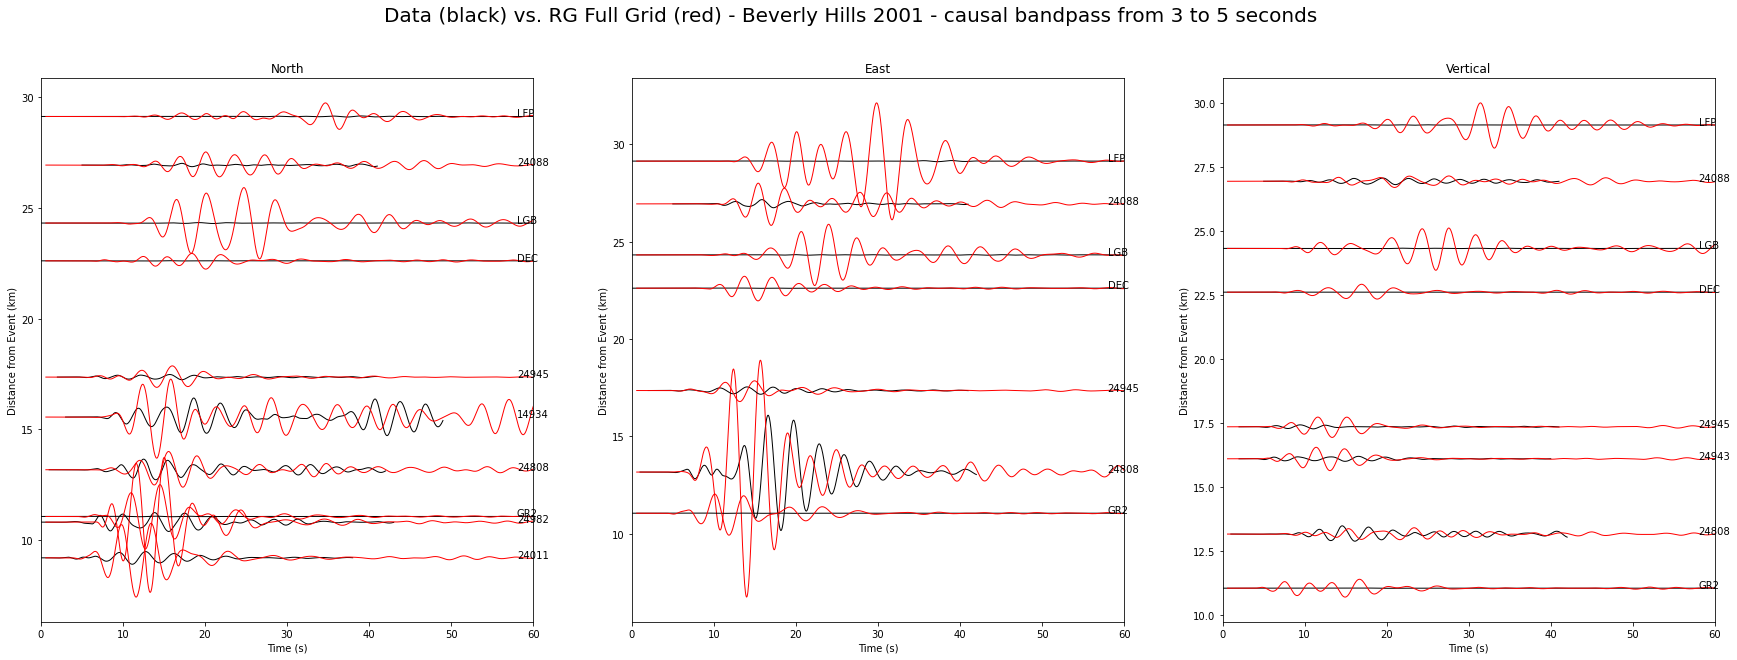 Data (black) vs. RG Full Grid (red) - Beverly Hills 2001 - causal bandpass from 3 to 5 seconds
North
Distance from Event (km)
30
25
20
15
10
LFP
24088
LGB
DEC
24945
14934
24808
GR2
24982
24011
0 10 20 30 40 50 60
Time (s)
East
Distance from Event (km)
30
25
20
15
10
LFP
24088
LGB
DEC
24945
24808
GR2
0 10 20 30 40 50 60
Time (s)
Vertical
Distance from Event (km)
30.0
27.5
25.0
22.5
20.0
17.5
15.0
12.5
10.0
LFP
24088
LGB
DEC
24945
24943
24808
GR2
0 10 20 30 40 50 60
Time (s)